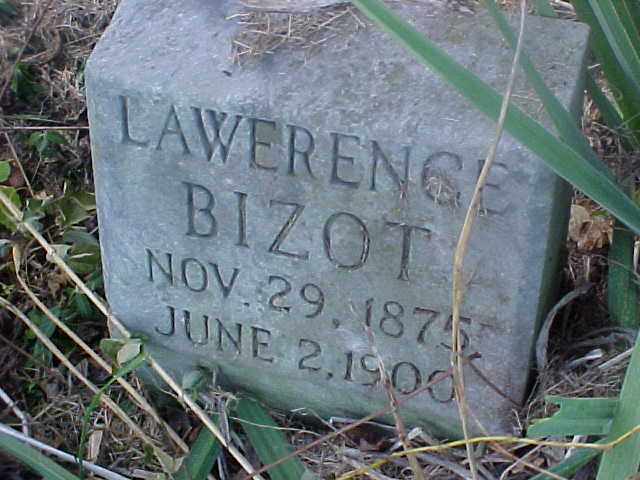 LAWERENCE
BIZOT
NOV. 29, 1875
JUNE 2, 1900